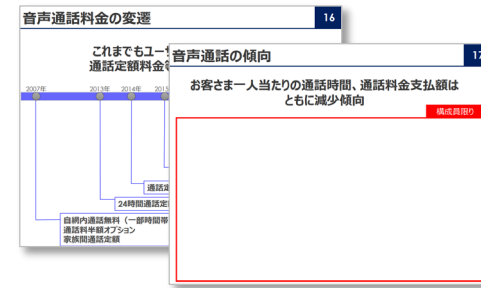 音声通話料金の変遷
16
これまでもユー
通話定額料金
2007年
2013年
2014年
2015
通話定
24時間通話定
自網内通話無料（一部時間帯
通話料半額オプション
家族間通話定額
音声通話の傾向
17
お客さま一人当たりの通話時間、通話料金支払額は
ともに減少傾向
構成員限り